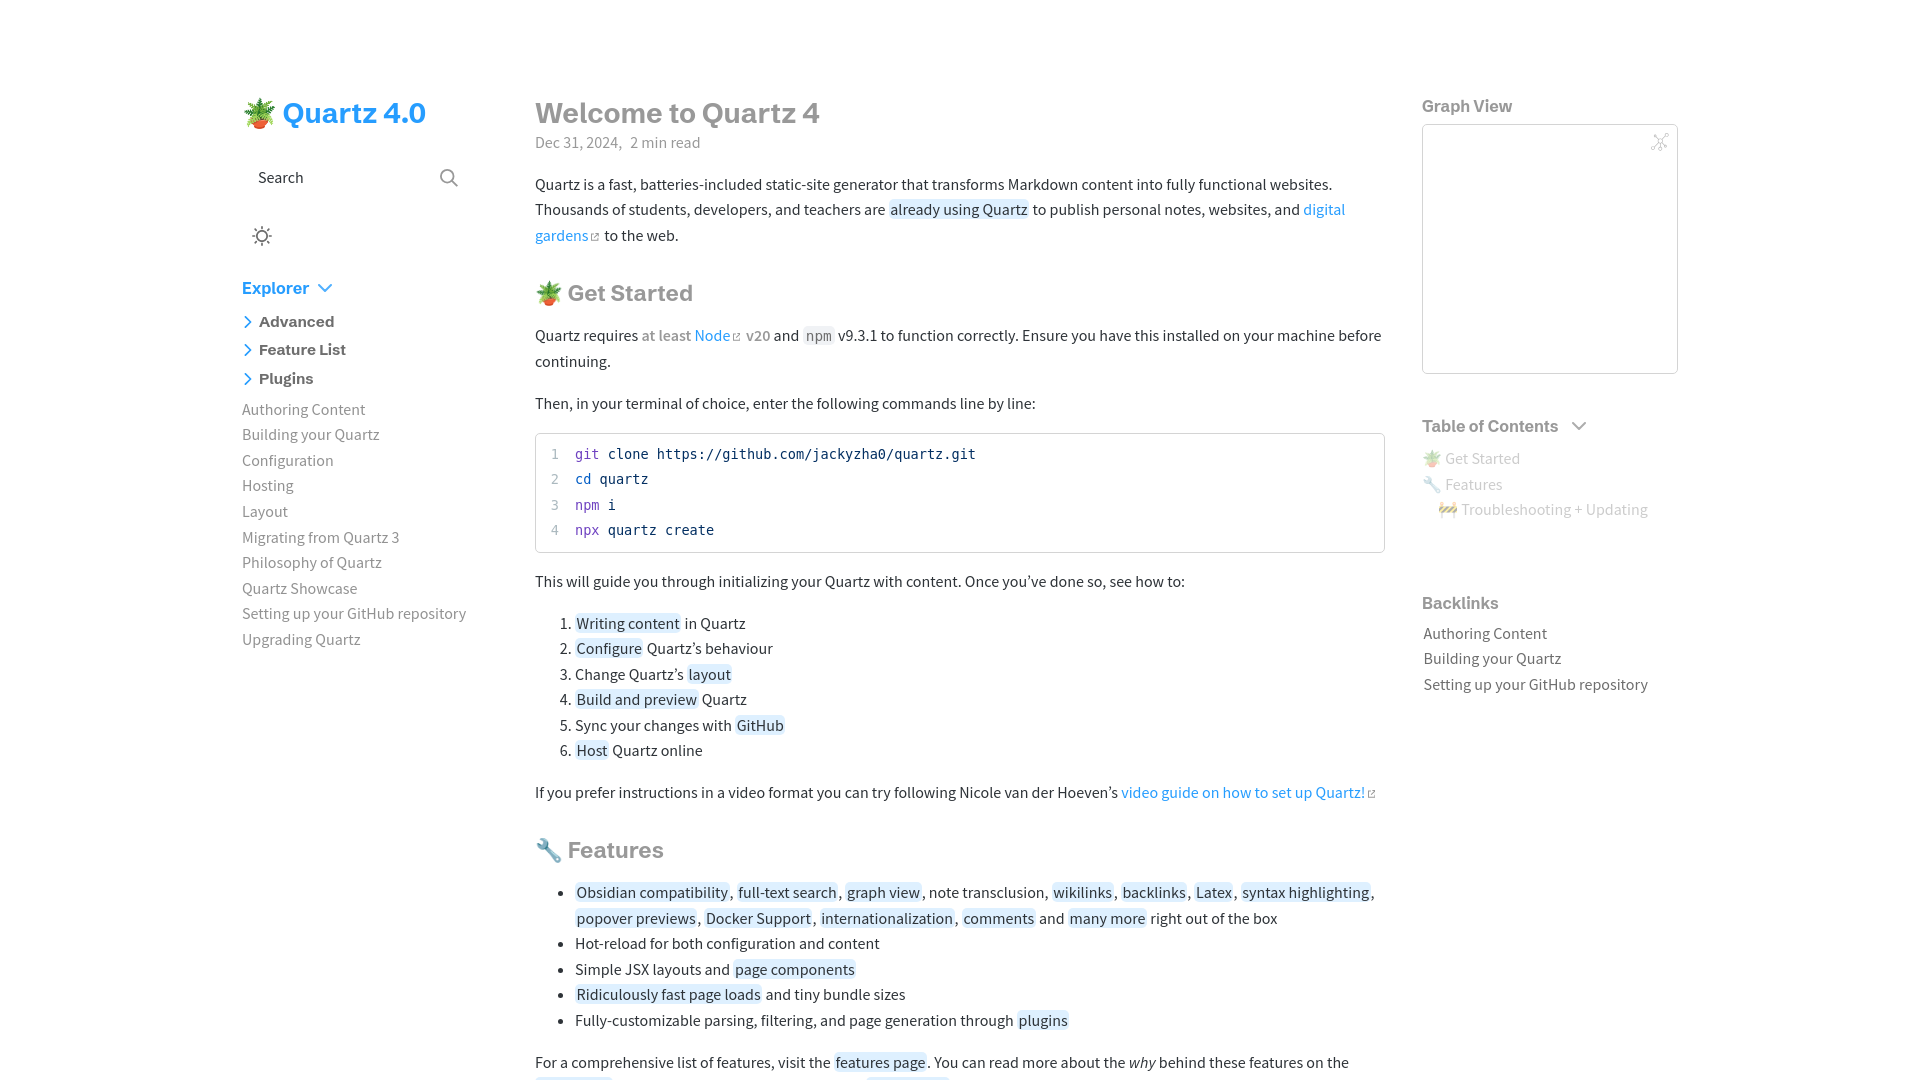 Quartz 4.0
Search
Explorer
Advanced
Feature List
Plugins
Authoring Content
Building your Quartz
Configuration
Hosting
Layout
Migrating from Quartz 3
Philosophy of Quartz
Quartz Showcase
Setting up your GitHub repository
Upgrading Quartz
Welcome to Quartz 4
Dec 31, 2024, 2 min read
Quartz is a fast, batteries-included static-site generator that transforms Markdown content into fully functional websites.
Thousands of students, developers, and teachers are already using Quartz to publish personal notes, websites, and digital
gardens to the web.
Get Started
Quartz requires at least Node v20 and npm v9.3.1 to function correctly. Ensure you have this installed on your machine before
continuing.
Then, in your terminal of choice, enter the following commands line by line:
1 git clone https://github.com/jackyzha0/quartz.git
2 cd quartz
3 npm i
4 npx quartz create
This will guide you through initializing your Quartz with content. Once you’ve done so, see how to:
1. Writing content in Quartz
2. Configure Quartz’s behaviour
3. Change Quartz’s layout
4. Build and preview Quartz
5. Sync your changes with GitHub
6. Host Quartz online
If you prefer instructions in a video format you can try following Nicole van der Hoeven’s video guide on how to set up Quartz!
Features
• Obsidian compatibility, full-text search, graph view, note transclusion, wikilinks, backlinks, Latex, syntax highlighting,
popover previews, Docker Support, internationalization, comments and many more right out of the box
• Hot-reload for both configuration and content
• Simple JSX layouts and page components
• Ridiculously fast page loads and tiny bundle sizes
• Fully-customizable parsing, filtering, and page generation through plugins
For a comprehensive list of features, visit the features page. You can read more about the why behind these features on the
Graph View
Table of Contents
Get Started
Features
Troubleshooting + Updating
Backlinks
Authoring Content
Building your Quartz
Setting up your GitHub repository